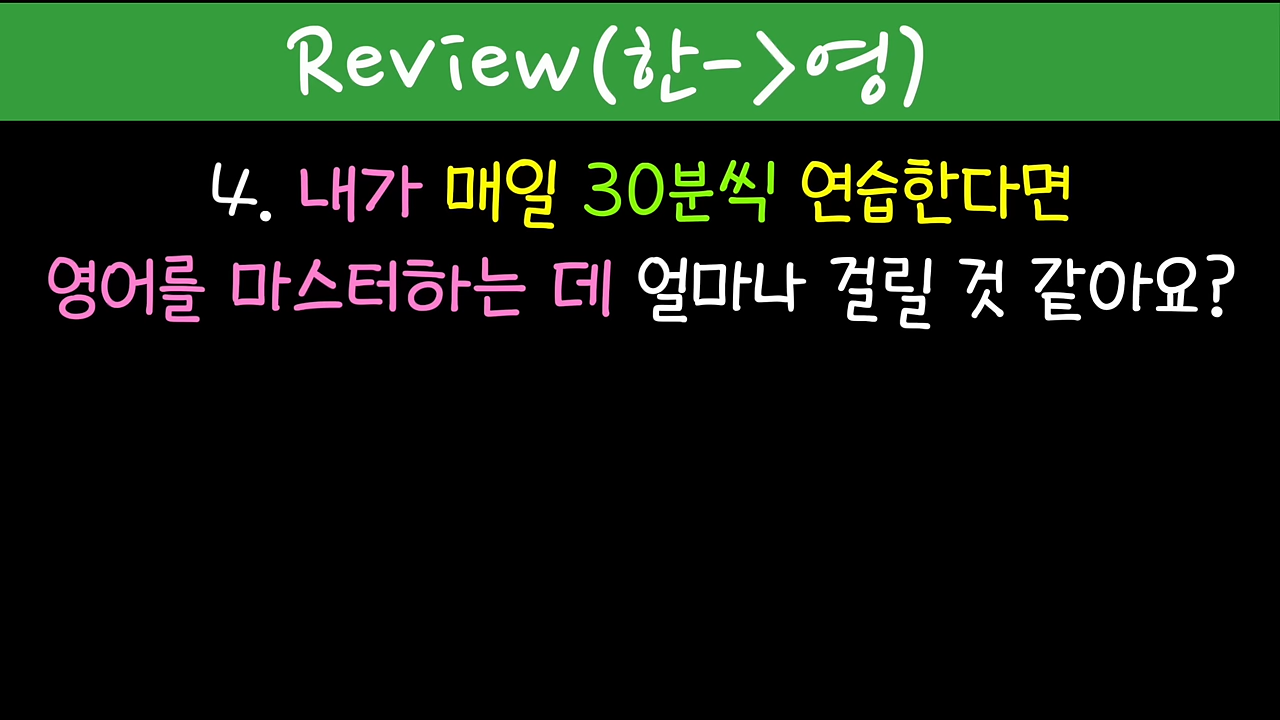 Review(한->영)
4. 내가 매일 30분씩 연습한다면
영어를 마스터하는 데 얼마나 걸릴 것 같아요?